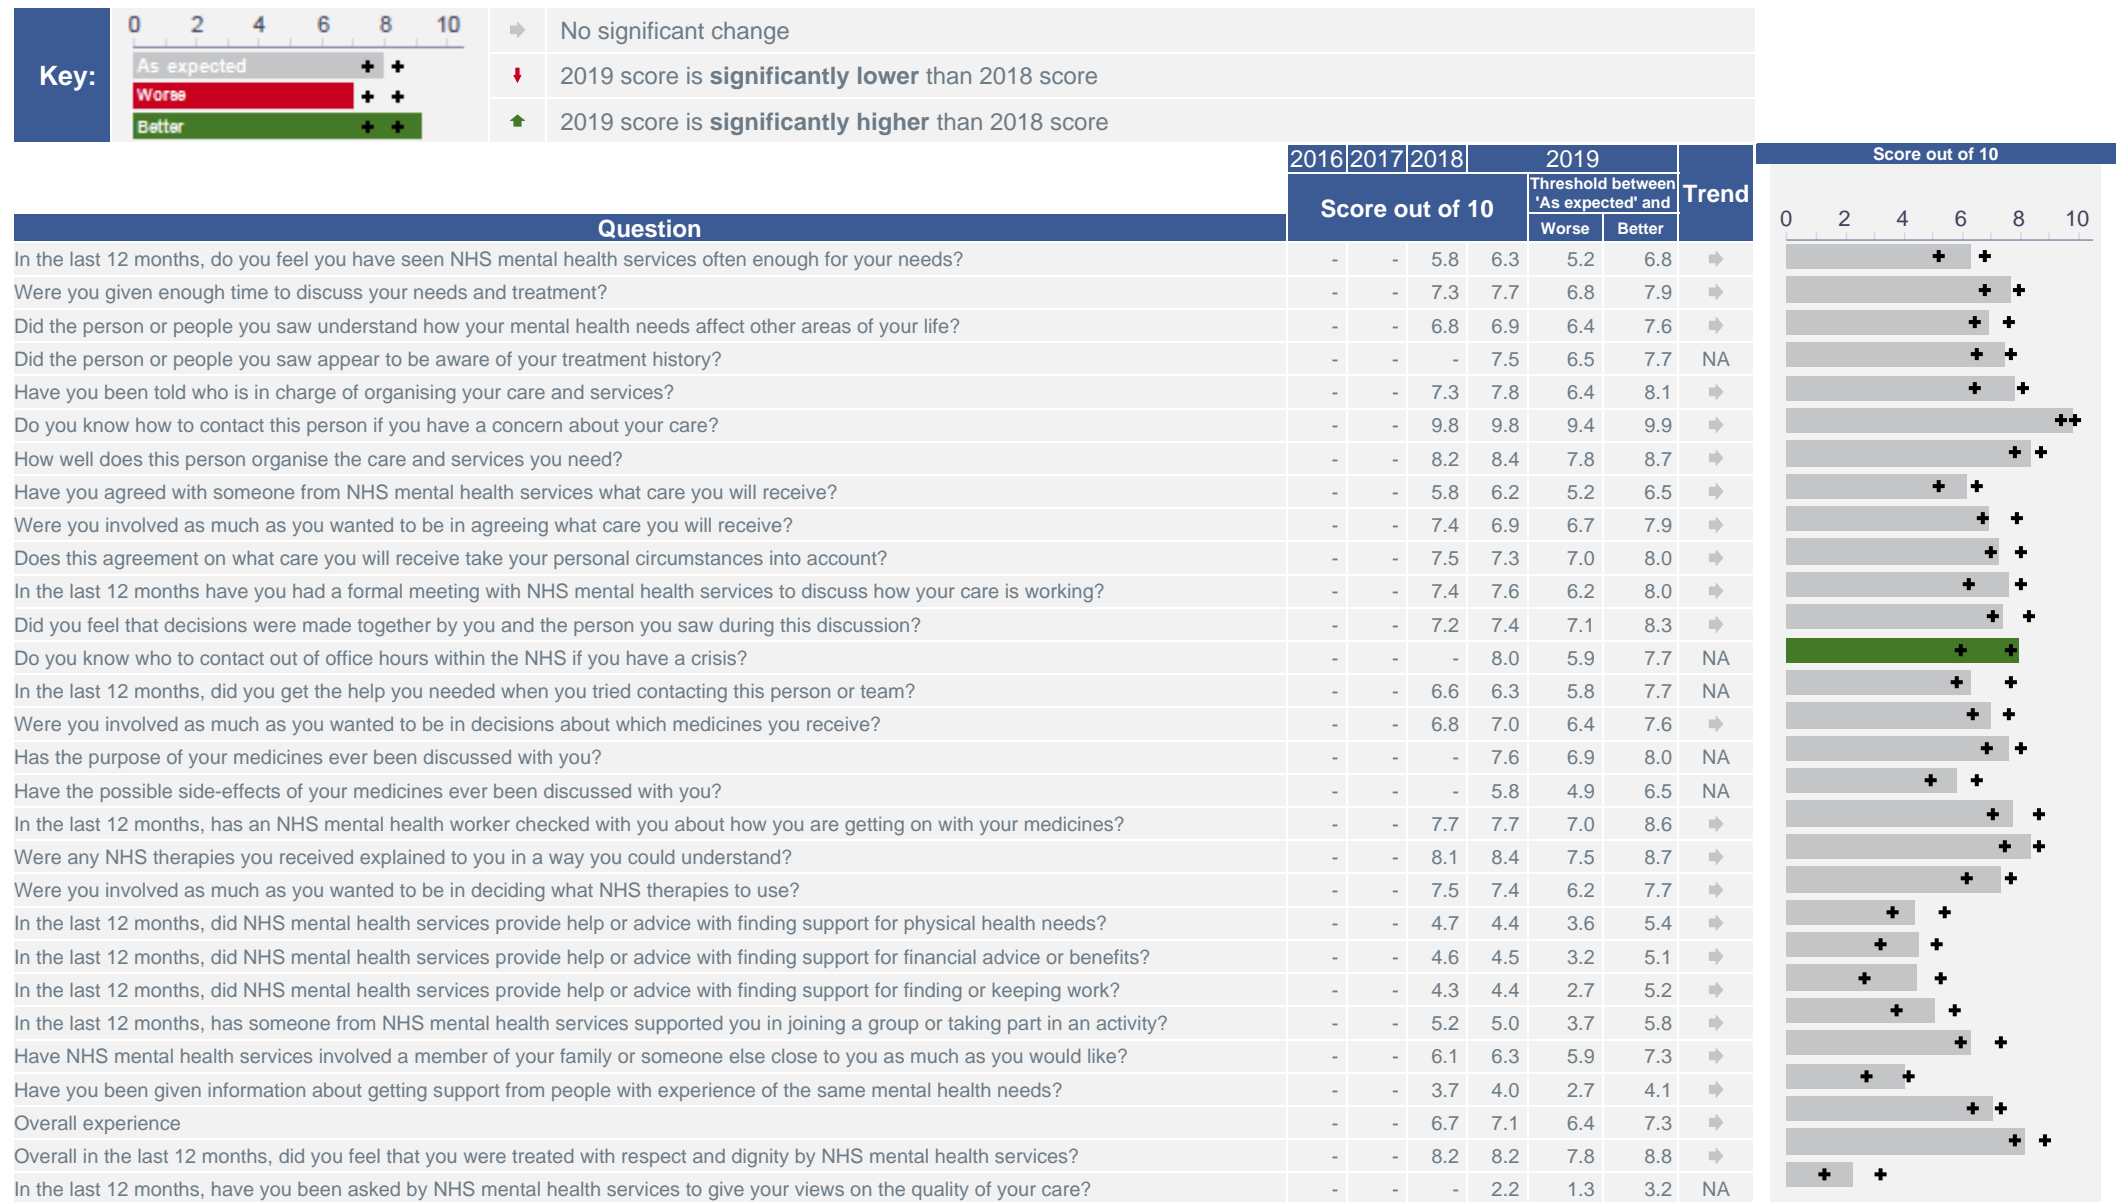 Key:
0 2 4 6 8 10
As expected
Worse
Better
No significant change
2019 score is significantly lower than 2018 score
2019 score is significantly higher than 2018 score
2016 2017 2018 2019 Trend Score out of 10
Score out of 10 Threshold between 'As expected' and
Question Worse Better
0 2 4 6 8 10
In the last 12 months, do you feel you have seen NHS mental health services often enough for your needs? - - 5.8 6.3 5.2 6.8
Were you given enough time to discuss your needs and treatment? - - 7.3 7.7 6.8 7.9
Did the person or people you saw understand how your mental health needs affect other areas of your life? - - 6.8 6.9 6.4 7.6
Did the person or people you saw appear to be aware of your treatment history? - - - 7.5 6.5 7.7 NA
Have you been told who is in charge of organising your care and services? - - 7.3 7.8 6.4 8.1
Do you know how to contact this person if you have a concern about your care? - - 9.8 9.8 9.4 9.9
How well does this person organise the care and services you need? - - 8.2 8.4 7.8 8.7
Have you agreed with someone from NHS mental health services what care you will receive? - - 5.8 6.2 5.2 6.5
Were you involved as much as you wanted to be in agreeing what care you will receive? - - 7.4 6.9 6.7 7.9
Does this agreement on what care you will receive take your personal circumstances into account? - - 7.5 7.3 7.0 8.0
In the last 12 months have you had a formal meeting with NHS mental health services to discuss how your care is working? - - 7.4 7.6 6.2 8.0
Did you feel that decisions were made together by you and the person you saw during this discussion? - - 7.2 7.4 7.1 8.3
Do you know who to contact out of office hours within the NHS if you have a crisis? - - - 8.0 5.9 7.7 NA
In the last 12 months, did you get the help you needed when you tried contacting this person or team? - - 6.6 6.3 5.8 7.7 NA
Were you involved as much as you wanted to be in decisions about which medicines you receive? - - 6.8 7.0 6.4 7.6
Has the purpose of your medicines ever been discussed with you? - - - 7.6 6.9 8.0 NA
Have the possible side-effects of your medicines ever been discussed with you? - - - 5.8 4.9 6.5 NA
In the last 12 months, has an NHS mental health worker checked with you about how you are getting on with your medicines? - - 7.7 7.7 7.0 8.6
Were any NHS therapies you received explained to you in a way you could understand? - - 8.1 8.4 7.5 8.7
Were you involved as much as you wanted to be in deciding what NHS therapies to use? - - 7.5 7.4 6.2 7.7
In the last 12 months, did NHS mental health services provide help or advice with finding support for physical health needs? - - 4.7 4.4 3.6 5.4
In the last 12 months, did NHS mental health services provide help or advice with finding support for financial advice or benefits? - - 4.6 4.5 3.2 5.1
In the last 12 months, did NHS mental health services provide help or advice with finding support for finding or keeping work? - - 4.3 4.4 2.7 5.2
In the last 12 months, has someone from NHS mental health services supported you in joining a group or taking part in an activity? - - 5.2 5.0 3.7 5.8
Have NHS mental health services involved a member of your family or someone else close to you as much as you would like? - - 6.1 6.3 5.9 7.3
Have you been given information about getting support from people with experience of the same mental health needs? - - 3.7 4.0 2.7 4.1
Overall experience - - 6.7 7.1 6.4 7.3
Overall in the last 12 months, did you feel that you were treated with respect and dignity by NHS mental health services? - - 8.2 8.2 7.8 8.8
In the last 12 months, have you been asked by NHS mental health services to give your views on the quality of your care? - - - 2.2 1.3 3.2 NA